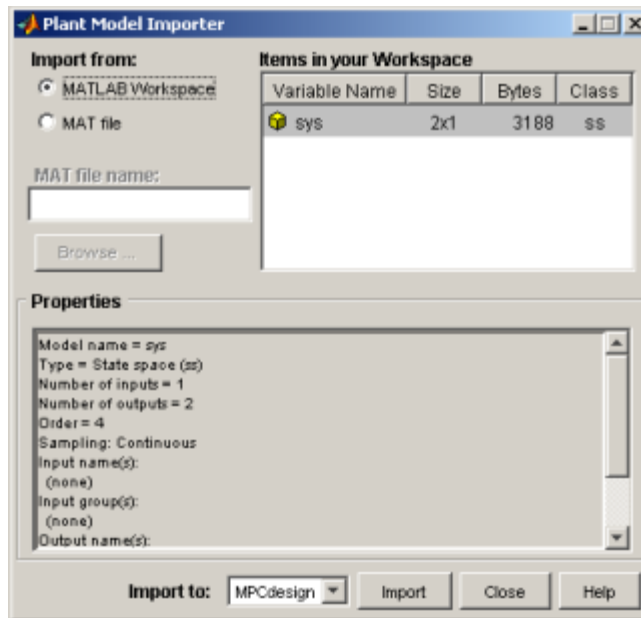 Plant Model Importer
Import from:
MATLAB Workspace
MAT file
MAT file name:
Browse ...
Items in your Workspace
Variable Name Size Bytes Class
sys 2x1 3188 ss
Properties
Model name = sys
Type = State space (ss)
Number of inputs = 1
Number of outputs = 2
Order = 4
Sampling: Continuous
Input name(s):
(none)
Input group(s):
(none)
Output name(s):
Import to: MPCdesign Import Close Help